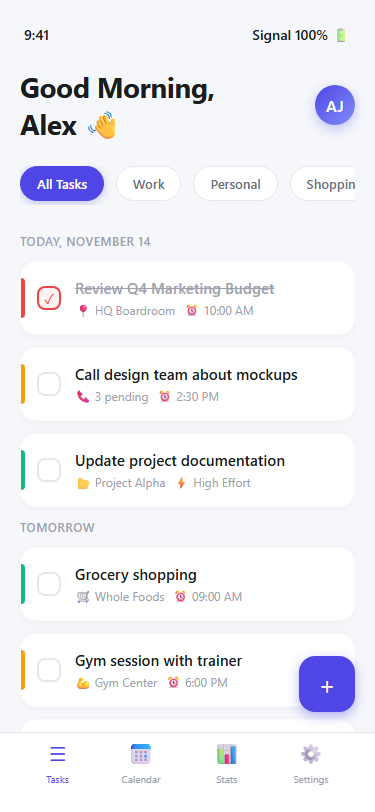 9:41
Signal 100% 🔋
Good Morning,
Alex 👋
AJ
All Tasks
Work
Personal
Shoppin
TODAY, NOVEMBER 14
✓
Review Q4 Marketing Budget
📍 HQ Boardroom ⏰ 10:00 AM
Call design team about mockups
📞 3 pending ⏰ 2:30 PM
Update project documentation
📁 Project Alpha ⚡ High Effort
TOMORROW
Grocery shopping
🛒 Whole Foods ⏰ 09:00 AM
Gym session with trainer
💪 Gym Center ⏰ 6:00 PM
+
Tasks
Calendar
Stats
Settings